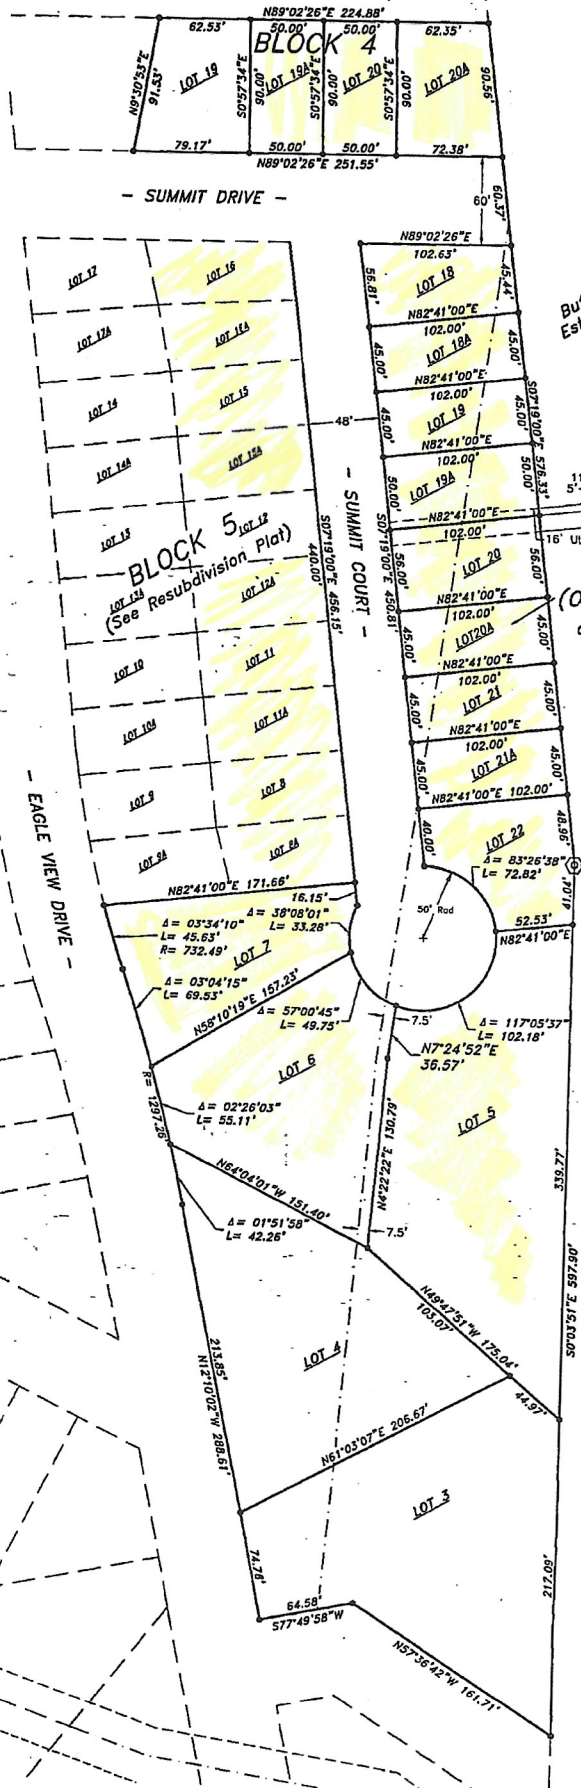 N89°02'26"E 224.88'
62.53'
50.00'
50.00'
62.35'
BLOCK 4
N9°30'53"E
91.53'
LOT 19
S0°57'34"E
90.00'
LOT 19A
S0°57'34"E
90.00'
LOT 20
S0°57'34"E
90.00'
LOT 20A
90.56'
79.17'
50.00'
50.00'
72.38'
N89°02'26"E 251.55'
- SUMMIT DRIVE -
60'
60.37'
N89°02'26"E
102.63'
LOT 17
LOT 16
56.81'
LOT 18
45.44'
N82°41'00"E
102.00'
LOT 17A
LOT 16A
45.00'
LOT 18A
45.00'
N82°41'00"E
102.00'
LOT 14
LOT 15
45.00'
LOT 19
45.00'
S07°19'00"E 576.33'
48'
N82°41'00"E
102.00'
LOT 14A
LOT 15A
50.00'
LOT 19A
50.00'
N82°41'00"E
102.00'
16' Ut
LOT 13
LOT 12
BLOCK 5
(See Resubdivision Plat)
- SUMMIT COURT -
S07°19'00"E 456.15'
440.00'
S07°19'00"E 450.81'
56.00'
LOT 20
56.00'
N82°41'00"E
102.00'
LOT 13A
LOT 12A
45.00'
LOT20A
45.00'
N82°41'00"E
102.00'
LOT 10
LOT 11
45.00'
LOT 21
45.00'
N82°41'00"E
102.00'
LOT 10A
LOT 11A
45.00'
LOT 21A
45.00'
N82°41'00"E 102.00'
LOT 9
LOT 8
40.00'
LOT 22
48.96'
LOT 9A
LOT 8A
Δ= 83°26'38"
L= 72.82'
- EAGLE VIEW DRIVE -
N82°41'00"E 171.66'
16.15'
50' Rad
41.04'
52.53'
N82°41'00"E
Δ= 03°34'10"
L= 45.63'
R= 732.49'
Δ= 38°08'01"
L= 33.28'
LOT 7
Δ= 03°04'15"
L= 69.53'
N58°10'19"E 157.23'
Δ= 57°00'45"
L= 49.75'
7.5'
Δ= 117°05'37"
L= 102.18'
N7°24'52"E
36.57'
R= 1297.26'
LOT 6
Δ= 02°26'03"
L= 55.11'
LOT 5
N4°22'22"E 130.79'
339.77'
N64°04'01"W 151.40'
Δ= 01°51'58"
L= 42.26'
7.5'
S0°03'51"E 597.90'
N49°47'51"W 175.04'
103.07'
LOT 4
213.85'
N12°10'02"W 288.61'
44.97'
N61°03'07"E 206.67'
LOT 3
74.76'
64.58'
S77°49'58"W
217.09'
N57°36'42"W 161.71'